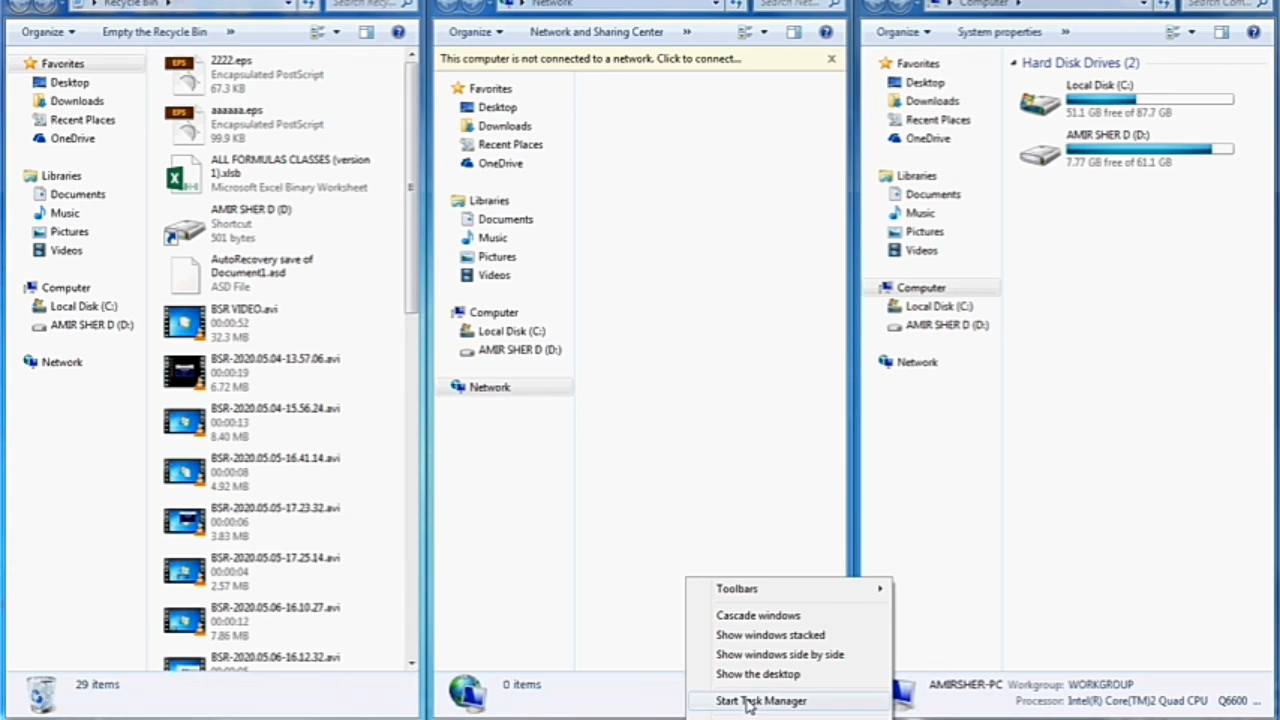 Recycle Bin
Organize
Empty the Recycle Bin
»
Favorites
Desktop
Downloads
Recent Places
OneDrive
Libraries
Documents
Music
Pictures
Videos
Computer
Local Disk (C:)
AMIR SHER D (D:)
Network
2222.eps
Encapsulated PostScript
67.3 KB
aaaaaa.eps
Encapsulated PostScript
99.9 KB
ALL FORMULAS CLASSES (version
1).xlsb
Microsoft Excel Binary Worksheet
AMIR SHER D (D)
Shortcut
501 bytes
AutoRecovery save of
Document1.asd
ASD File
BSR VIDEO.avi
00:00:52
32.3 MB
BSR-2020.05.04-13.57.06.avi
00:00:19
6.72 MB
BSR-2020.05.04-15.56.24.avi
00:00:13
8.40 MB
BSR-2020.05.05-16.41.14.avi
00:00:08
4.92 MB
BSR-2020.05.05-17.23.32.avi
00:00:06
3.83 MB
BSR-2020.05.05-17.25.14.avi
00:00:04
2.57 MB
BSR-2020.05.06-16.10.27.avi
00:00:12
7.86 MB
BSR-2020.05.06-16.12.32.avi
29 items
Network
Organize
Network and Sharing Center
»
This computer is not connected to a network. Click to connect...
Favorites
Desktop
Downloads
Recent Places
OneDrive
Libraries
Documents
Music
Pictures
Videos
Computer
Local Disk (C:)
AMIR SHER D (D:)
Network
0 items
Computer
Organize
System properties
»
Favorites
Desktop
Downloads
Recent Places
OneDrive
Libraries
Documents
Music
Pictures
Videos
Computer
Local Disk (C:)
AMIR SHER D (D:)
Network
Hard Disk Drives (2)
Local Disk (C:)
51.1 GB free of 87.7 GB
AMIR SHER D (D:)
7.77 GB free of 61.1 GB
AMIRSHER-PC Workgroup: WORKGROUP
Processor: Intel(R) Core(TM)2 Quad CPU Q6600 ...
Toolbars
Cascade windows
Show windows stacked
Show windows side by side
Show the desktop
Start Task Manager